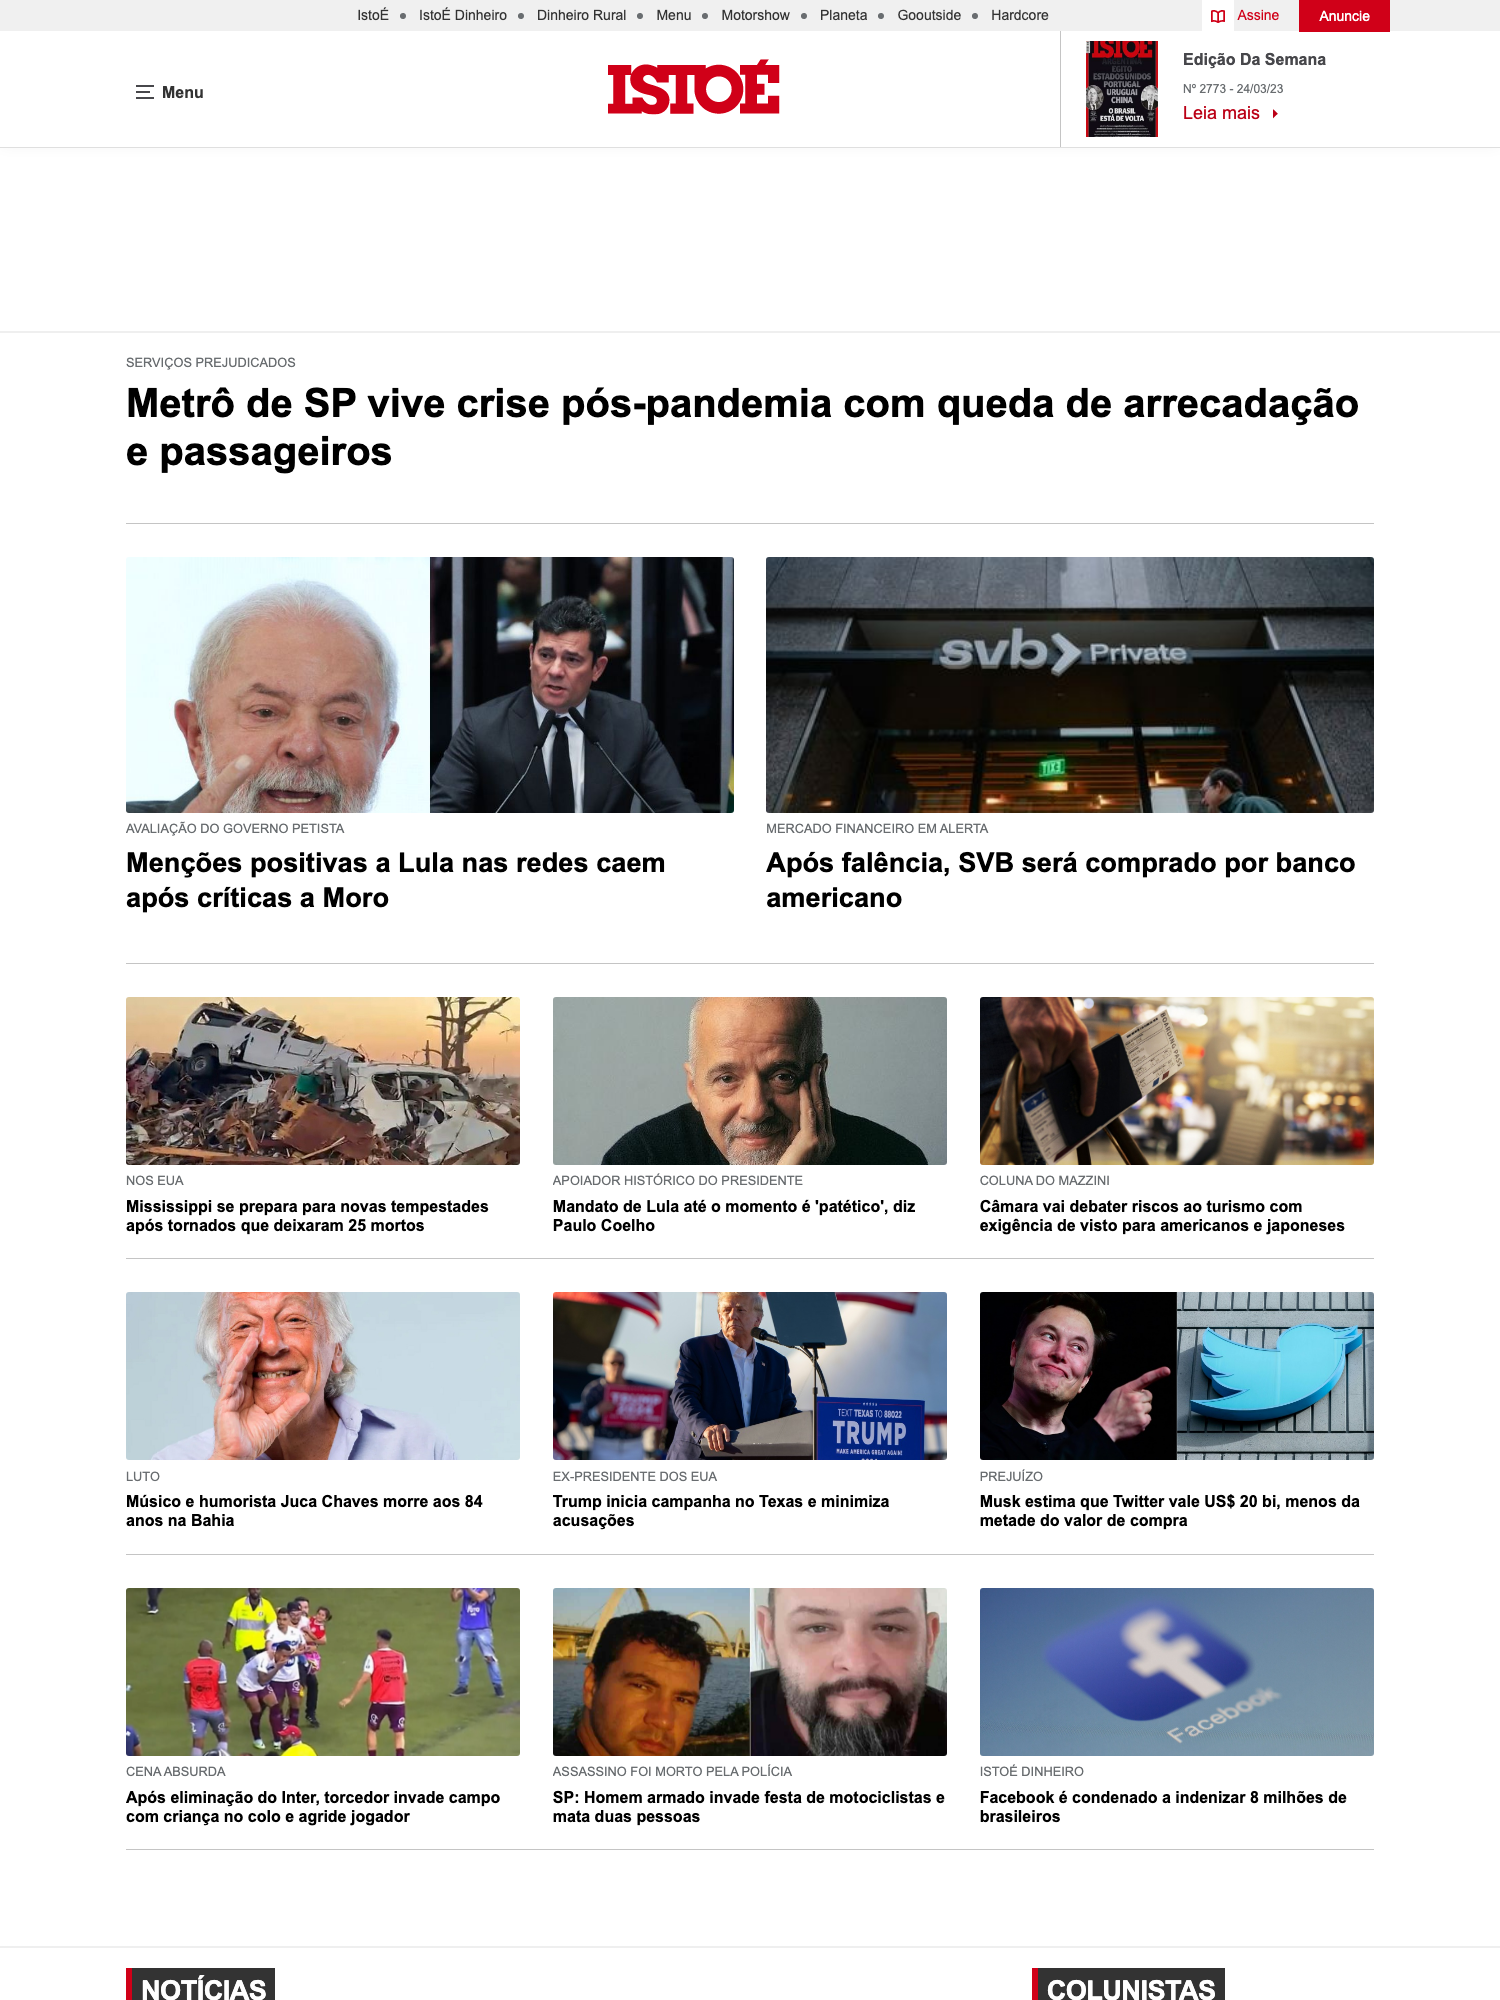 IstoÉ IstoÉ Dinheiro Dinheiro Rural Menu Motorshow Planeta Gooutside Hardcore Assine Anuncie
Menu
ISTOÉ
ISTOÉ
ARGENTINA
EGITO
ESTADOS UNIDOS
PORTUGAL
URUGUAI
CHINA
O BRASIL
ESTÁ DE VOLTA
Edição Da Semana
Nº 2773 - 24/03/23
Leia mais
SERVIÇOS PREJUDICADOS
Metrô de SP vive crise pós-pandemia com queda de arrecadação
e passageiros
svb Private
AVALIAÇÃO DO GOVERNO PETISTA
Menções positivas a Lula nas redes caem
após críticas a Moro
MERCADO FINANCEIRO EM ALERTA
Após falência, SVB será comprado por banco
americano
BOARDING PASS
NOS EUA
Mississippi se prepara para novas tempestades
após tornados que deixaram 25 mortos
APOIADOR HISTÓRICO DO PRESIDENTE
Mandato de Lula até o momento é 'patético', diz
Paulo Coelho
COLUNA DO MAZZINI
Câmara vai debater riscos ao turismo com
exigência de visto para americanos e japoneses
TRUMP
TEXT TEXAS TO 88022
TRUMP
MAKE AMERICA GREAT AGAIN!
LUTO
Músico e humorista Juca Chaves morre aos 84
anos na Bahia
EX-PRESIDENTE DOS EUA
Trump inicia campanha no Texas e minimiza
acusações
PREJUÍZO
Musk estima que Twitter vale US$ 20 bi, menos da
metade do valor de compra
Facebook
CENA ABSURDA
Após eliminação do Inter, torcedor invade campo
com criança no colo e agride jogador
ASSASSINO FOI MORTO PELA POLÍCIA
SP: Homem armado invade festa de motociclistas e
mata duas pessoas
ISTOÉ DINHEIRO
Facebook é condenado a indenizar 8 milhões de
brasileiros
NOTÍCIAS
COLUNISTAS